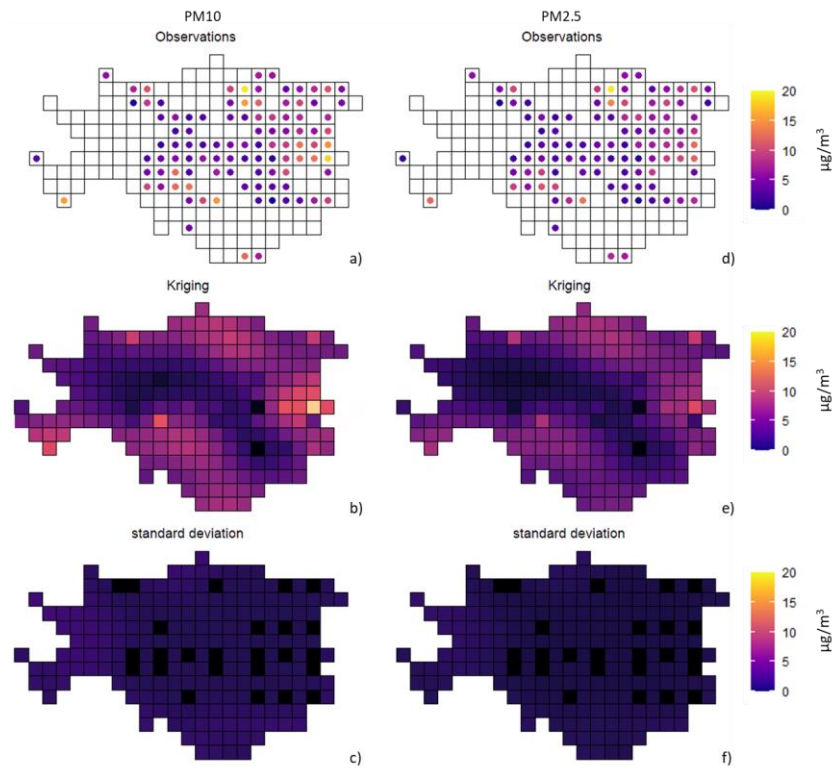 PM10
PM2.5
Observations
Observations
20
15
10
5
0
µg/m³
a)
d)
Kriging
Kriging
20
15
10
5
0
µg/m³
b)
e)
standard deviation
standard deviation
20
15
10
5
0
µg/m³
c)
f)